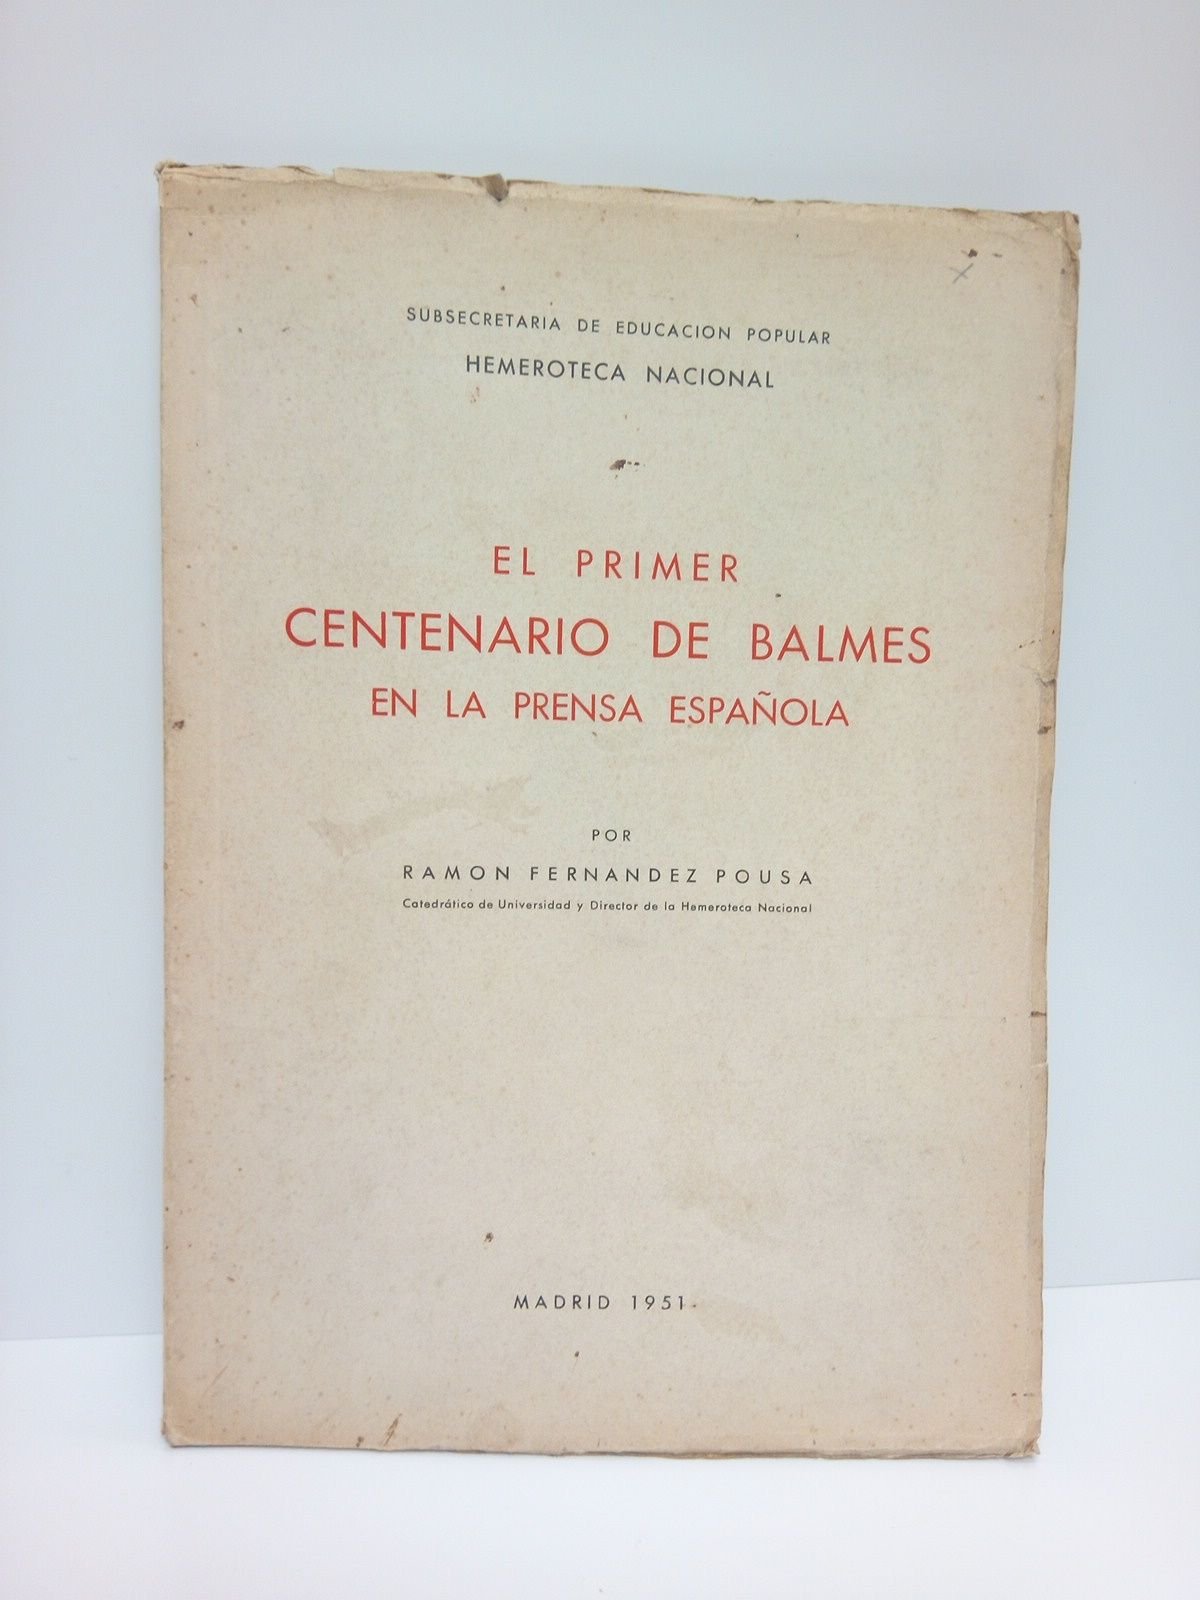 SUBSECRETARIA DE EDUCACION POPULAR
HEMEROTECA NACIONAL
EL PRIMER
CENTENARIO DE BALMES
EN LA PRENSA ESPAÑOLA
POR
RAMON FERNANDEZ POUSA
Catedrático de Universidad y Director de la Hemeroteca Nacional
MADRID 1951